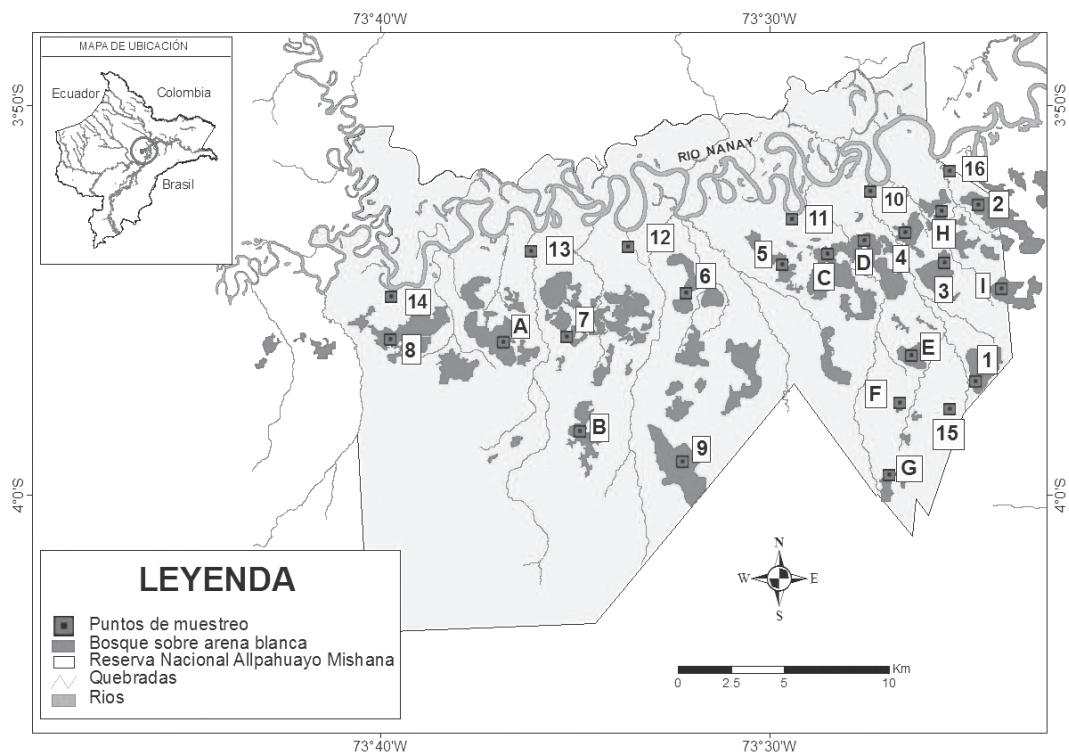 73°40'W
73°30'W
MAPA DE UBICACIÓN
Ecuador
Colombia
Brasil
3°50'S
3°50'S
RIO NANAY
16
2
10
11
H
12
13
5
C
D
4
3
I
6
14
A
7
8
E
1
F
15
B
9
G
4°0'S
4°0'S
N
W
E
S
LEYENDA
Puntos de muestreo
Bosque sobre arena blanca
Reserva Nacional Allpahuayo Mishana
Quebradas
Rios
Km
0
2.5
5
10
73°40'W
73°30'W